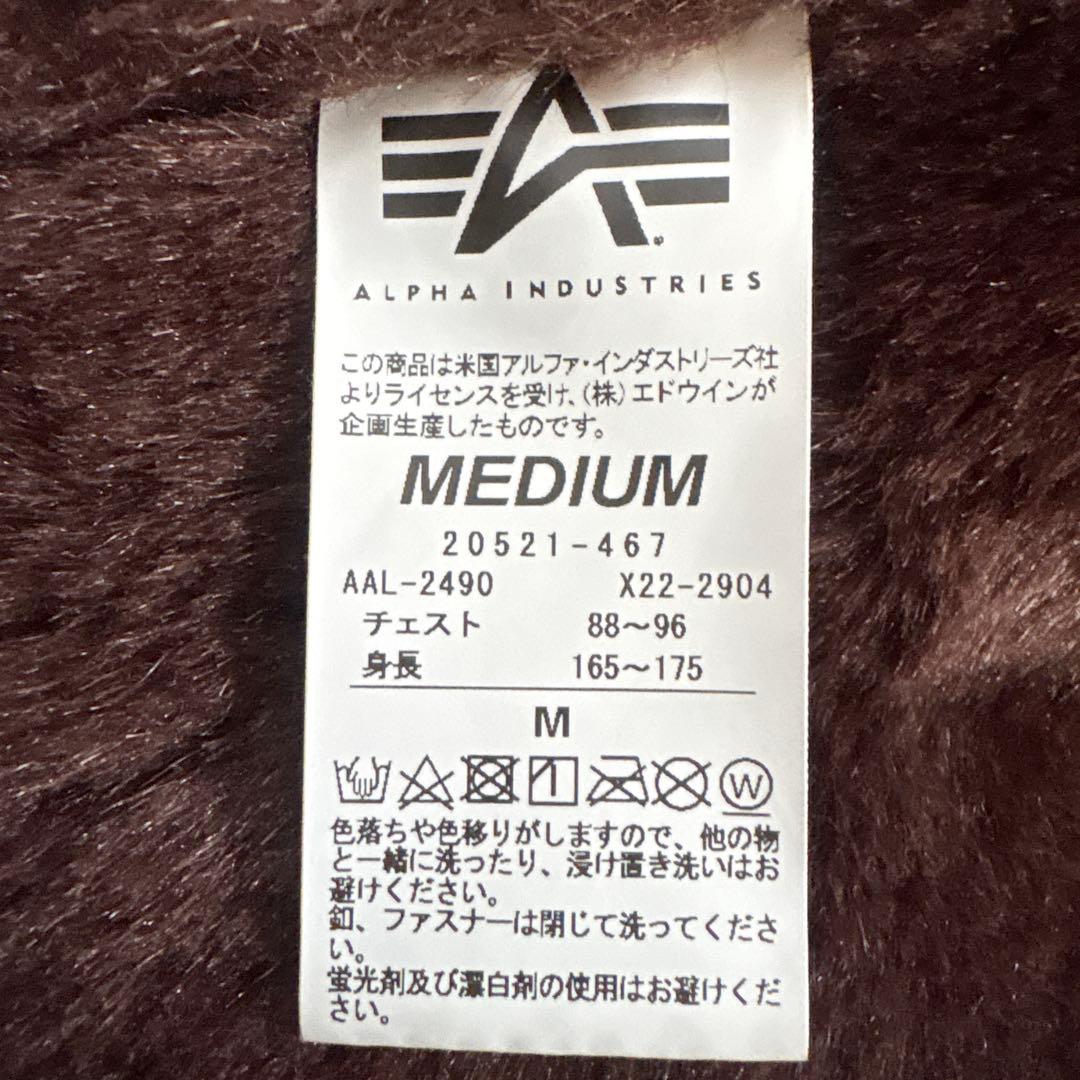 ALPHA INDUSTRIES
この商品は米国アルファ・インダストリーズ社
よりライセンスを受け、(株)エドウインが
企画生産したものです。
MEDIUM
20521-467
AAL-2490 X22-2904
チェスト 88～96
身長 165～175
M
W
色落ちや色移りがしますので、他の物
と一緒に洗ったり、浸け置き洗いはお
避けください。
釦、ファスナーは閉じて洗ってくださ
い。
蛍光剤及び漂白剤の使用はお避けくだ
さい。